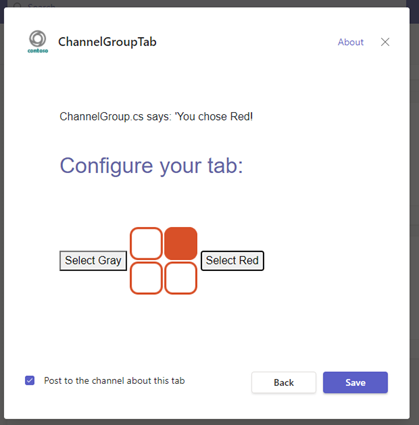 Search
ChannelGroupTab
About
contoso
ChannelGroup.cs says: 'You chose Red!
Configure your tab:
Select Gray
Select Red
Post to the channel about this tab
Back
Save